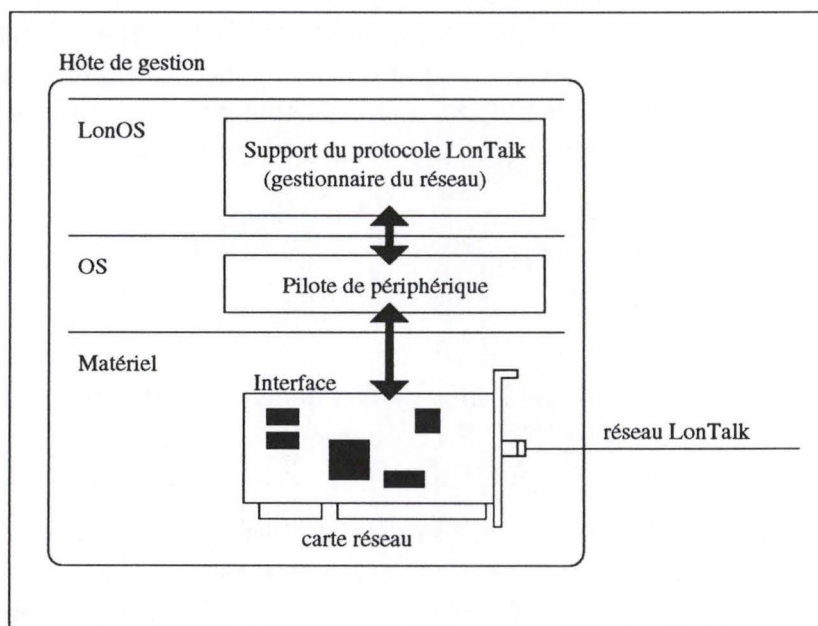 Hôte de gestion
LonOS
Support du protocole LonTalk
(gestionnaire du réseau)
OS
Pilote de périphérique
Matériel
Interface
réseau LonTalk
carte réseau